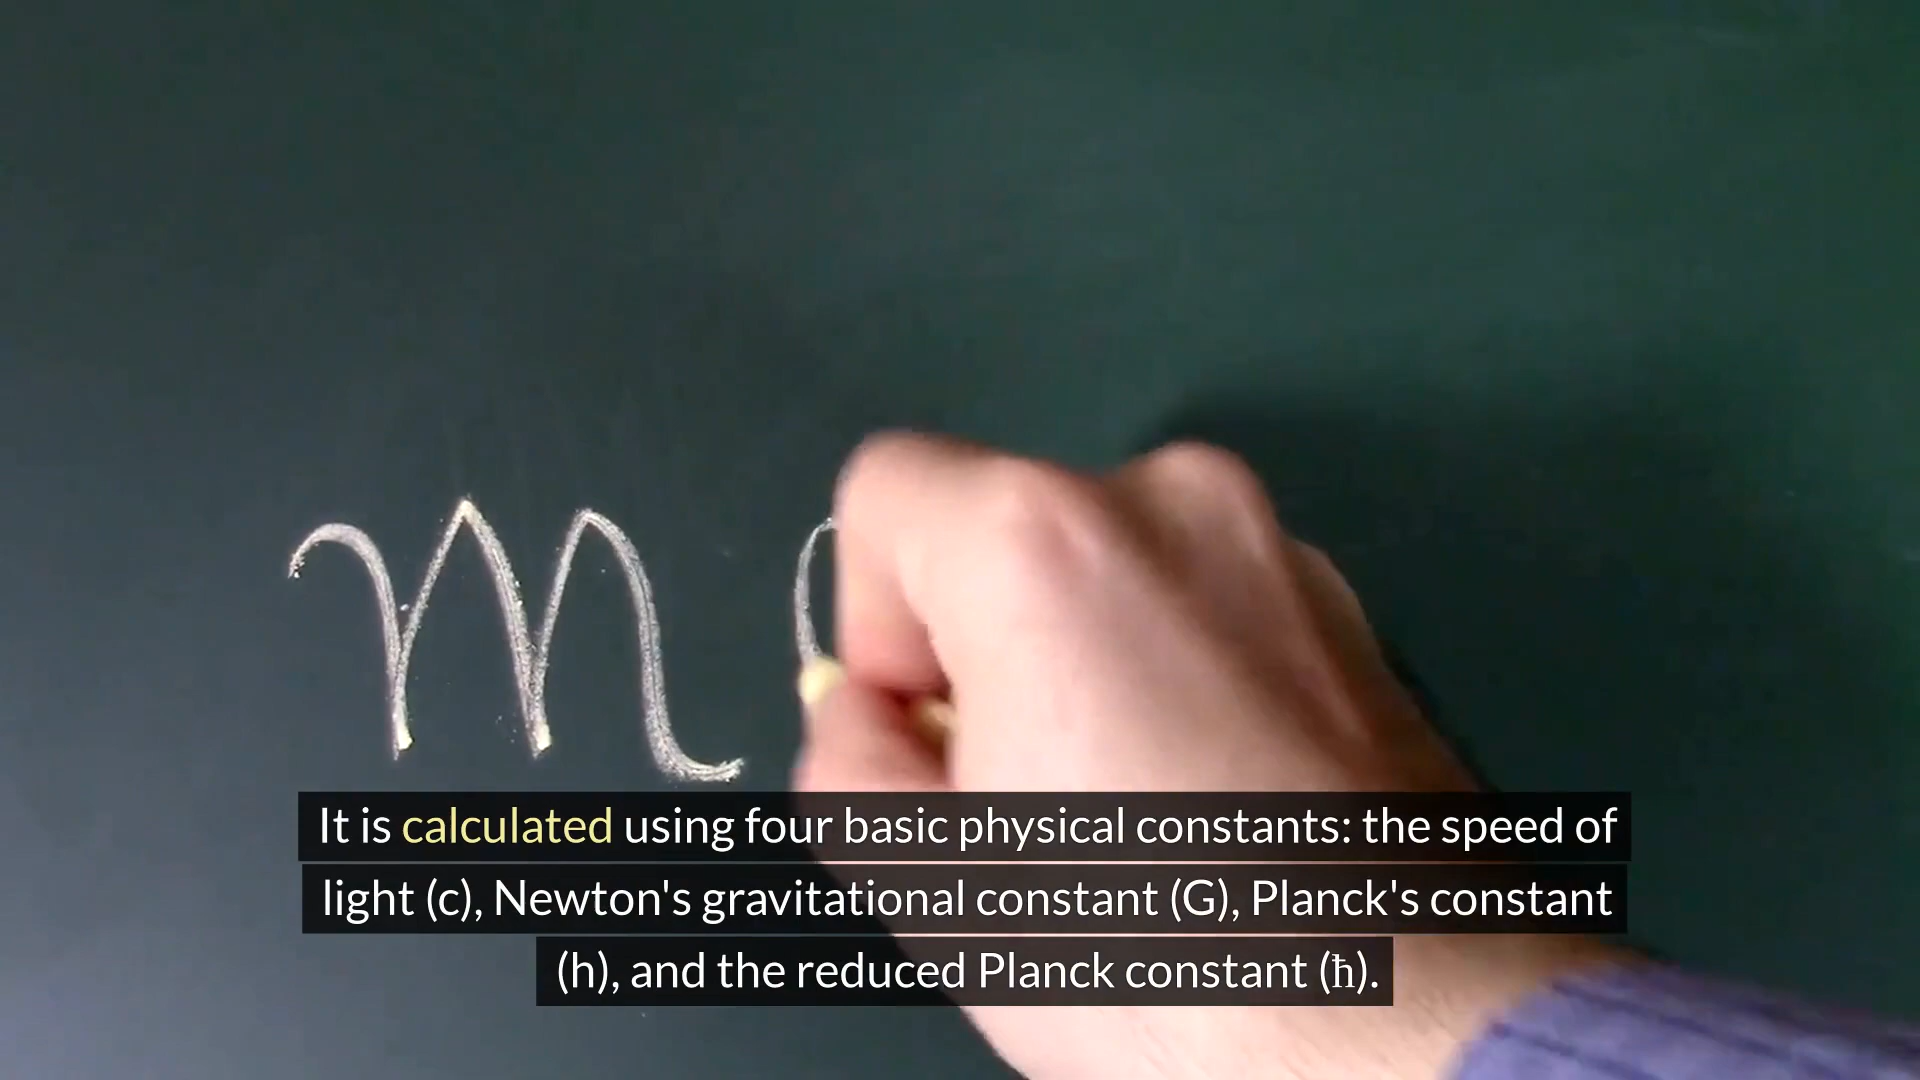 m
It is calculated using four basic physical constants: the speed of
light (c), Newton's gravitational constant (G), Planck's constant
(h), and the reduced Planck constant (ħ).